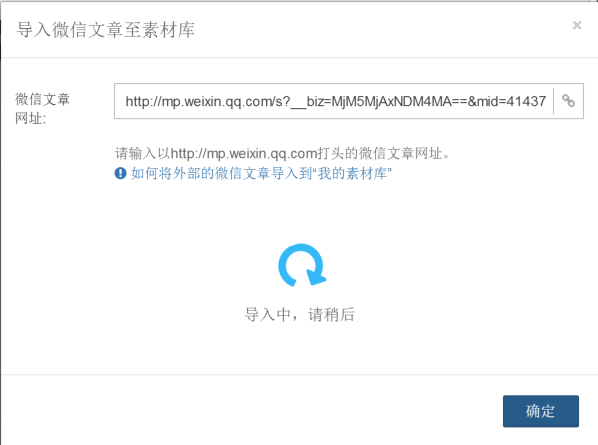 导入微信文章至素材库
×
微信文章
网址:
http://mp.weixin.qq.com/s?__biz=MjM5MjAxNDM4MA==&mid=41437
请输入以http://mp.weixin.qq.com打头的微信文章网址。
如何将外部的微信文章导入到“我的素材库”
导入中，请稍后
确定